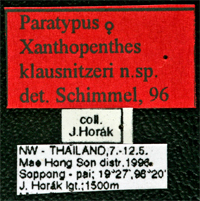 Paratypus ♀
Xanthopenthes
klausnitzeri n.sp.
det. Schimmel, 96
coll.
J.Horák
NW - THAILAND,7.-12.5.
Mae Hong Son distr.1996
Soppong - pai; 19°27',98°20'
J. Horák lgt.;1500m